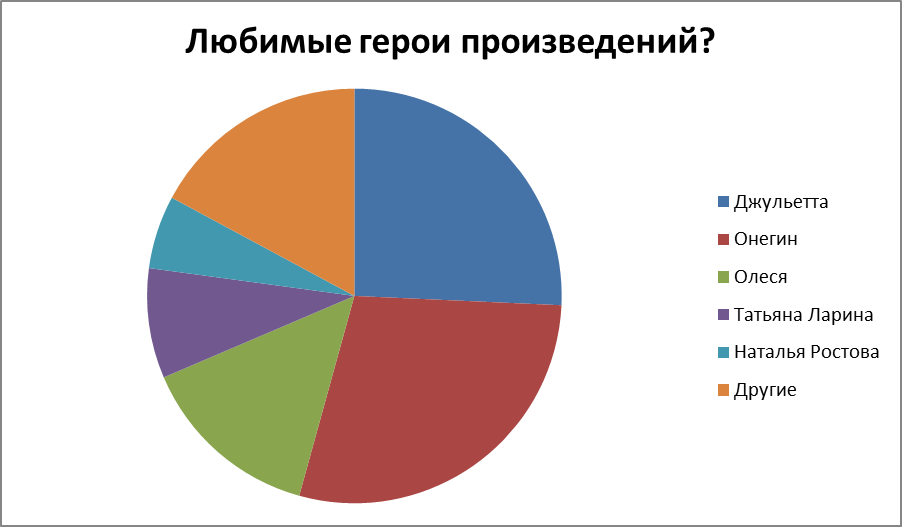 Любимые герои произведений?
Джульетта
Онегин
Олеся
Татьяна Ларина
Наталья Ростова
Другие